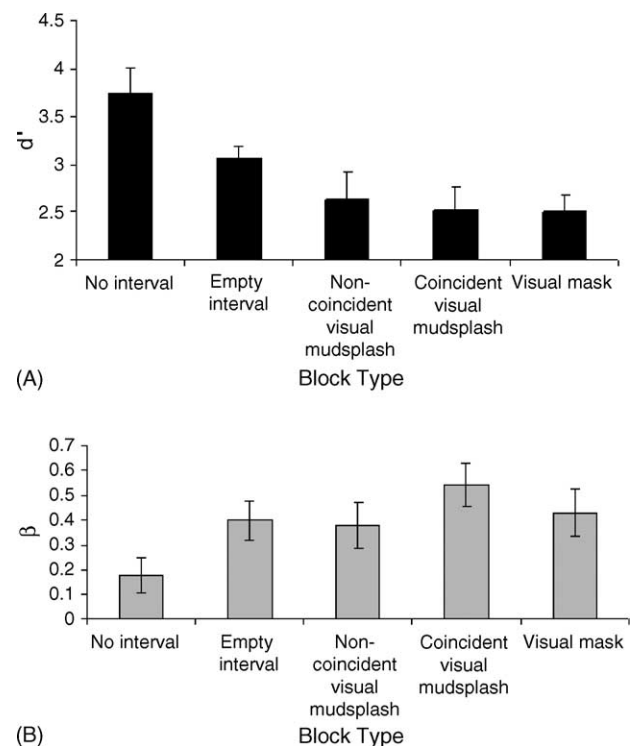 4.5
4
3.5
3
2.5
2
d'
No interval
Empty
interval
Non-
coincident
visual
mudsplash
Coincident
visual
mudsplash
Visual mask
(A)
Block Type
0.7
0.6
0.5
0.4
0.3
0.2
0.1
0
β
No interval
Empty
interval
Non-
coincident
visual
mudsplash
Coincident
visual
mudsplash
Visual mask
(B)
Block Type